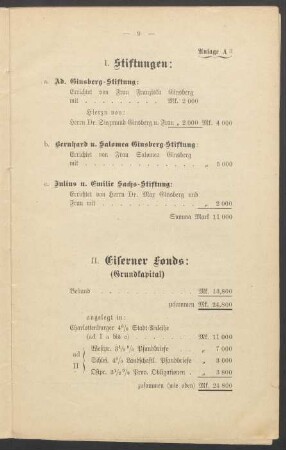 — 9 —
Anlage A
I. Stiftungen:
a. Ad. Ginsberg-Stiftung:
Errichtet von Frau Franziska Ginsberg
mit . . . . . . . . . Mk. 2 000
Hierzu von:
Herrn Dr. Siegmund Ginsberg u. Frau „ 2 000 Mk. 4 000
b. Bernhard u. Salomea Ginsberg-Stiftung:
Errichtet von Frau Salomea Ginsberg
mit . . . . . . . . . „ 5 000
c. Julius u. Emilie Sachs-Stiftung:
Errichtet von Herrn Dr. Max Ginsberg und
Frau mit . . . . . . . . „ 2 000
Summa Mark 11 000
II. Eiserner Fonds:
(Grundkapital)
Bestand . . . . . . . . . Mk. 13,800
zusammen Mk. 24,800
angelegt in:
Charlottenburger 4% Stadt-Anleihe
(ad I a bis c) . . . . . . . Mk. 11 000
ad II { Westpr. 3½% Pfandbriefe „ 7 000
Schles. 4% Landschaftl. Pfandbriefe „ 3 000
Ostpr. 3½% Prov. Obligationen . „ 3 800
zusammen (wie oben) Mk. 24 800